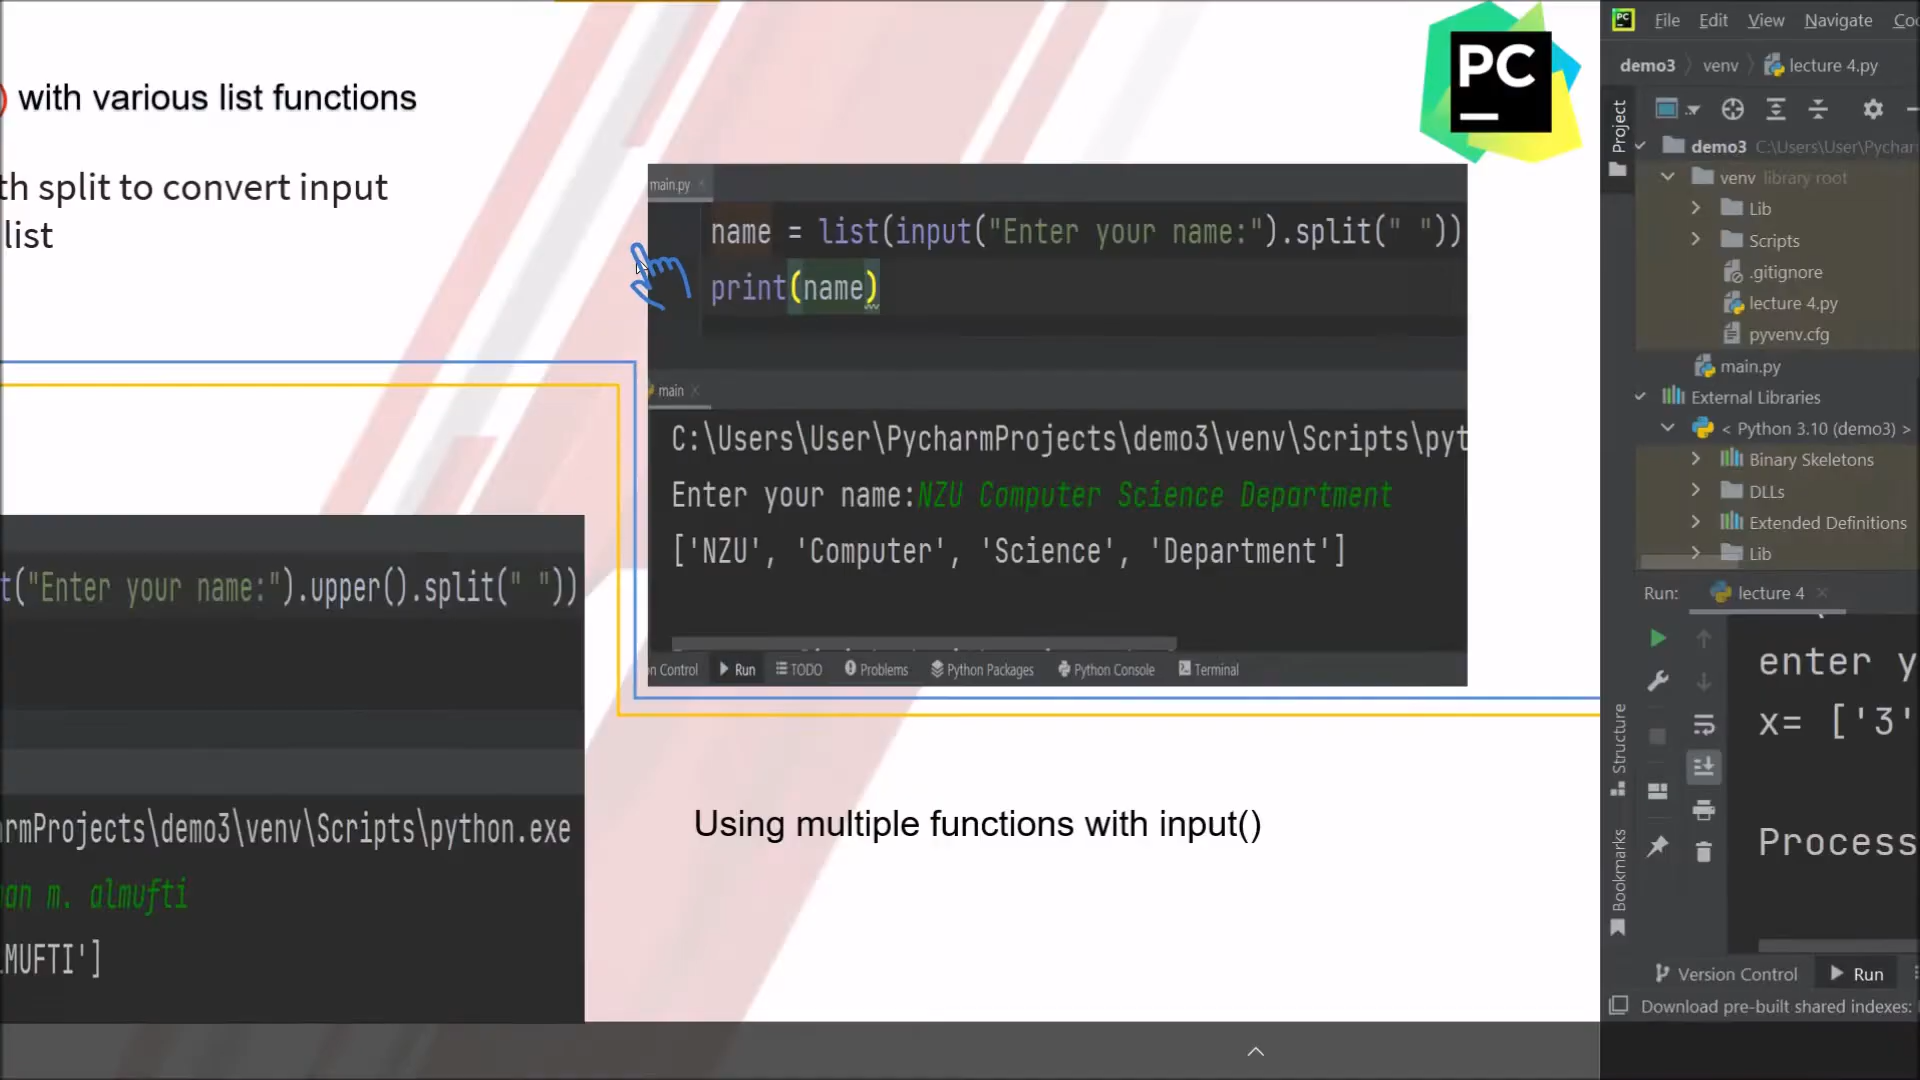 ) with various list functions
th split to convert input
list
PC
main.py
name = list(input("Enter your name:").split(" "))
print(name)
main
C:\Users\User\PycharmProjects\demo3\venv\Scripts\pyt
Enter your name:NZU Computer Science Department
['NZU', 'Computer', 'Science', 'Department']
n Control
Run
TODO
Problems
Python Packages
Python Console
Terminal
t("Enter your name:").upper().split(" "))
armProjects\demo3\venv\Scripts\python.exe
an m. almufti
LMUFTI']
Using multiple functions with input()
PC
File Edit View Navigate Coc
demo3 venv lecture 4.py
Project
demo3 C:\Users\User\Pycharm
venv library root
Lib
Scripts
.gitignore
lecture 4.py
pyvenv.cfg
main.py
External Libraries
< Python 3.10 (demo3) >
Binary Skeletons
DLLs
Extended Definitions
Lib
Run: lecture 4
enter y
x= ['3'
Process
Structure
Bookmarks
Version Control
Run
Download pre-built shared indexes: